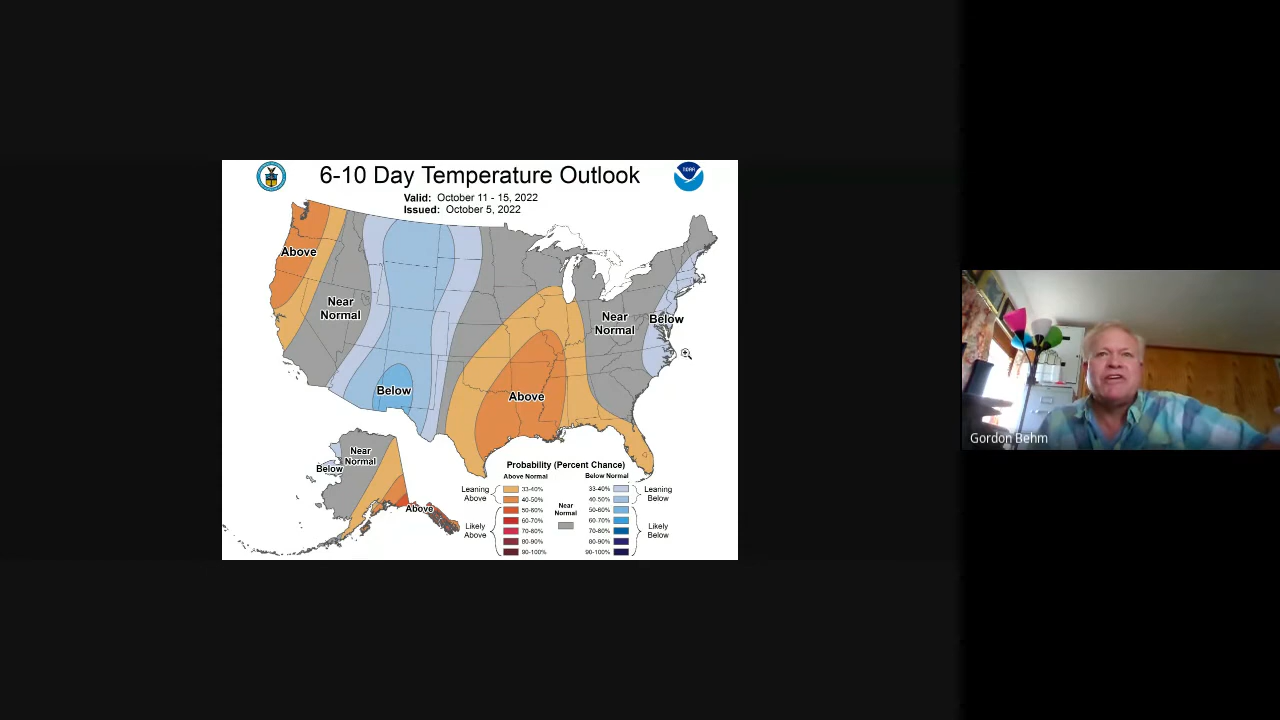 6-10 Day Temperature Outlook
NOAA
Valid: October 11 - 15, 2022
Issued: October 5, 2022
Above
Near
Normal
Below
Above
Near
Normal
Below
Near
Normal
Below
Above
Probability (Percent Chance)
Above Normal
Below Normal
Leaning
Above
Likely
Above
33-40%
40-50%
50-60%
60-70%
70-80%
80-90%
90-100%
Near
Normal
33-40%
40-50%
50-60%
60-70%
70-80%
80-90%
90-100%
Leaning
Below
Likely
Below
Gordon Behm